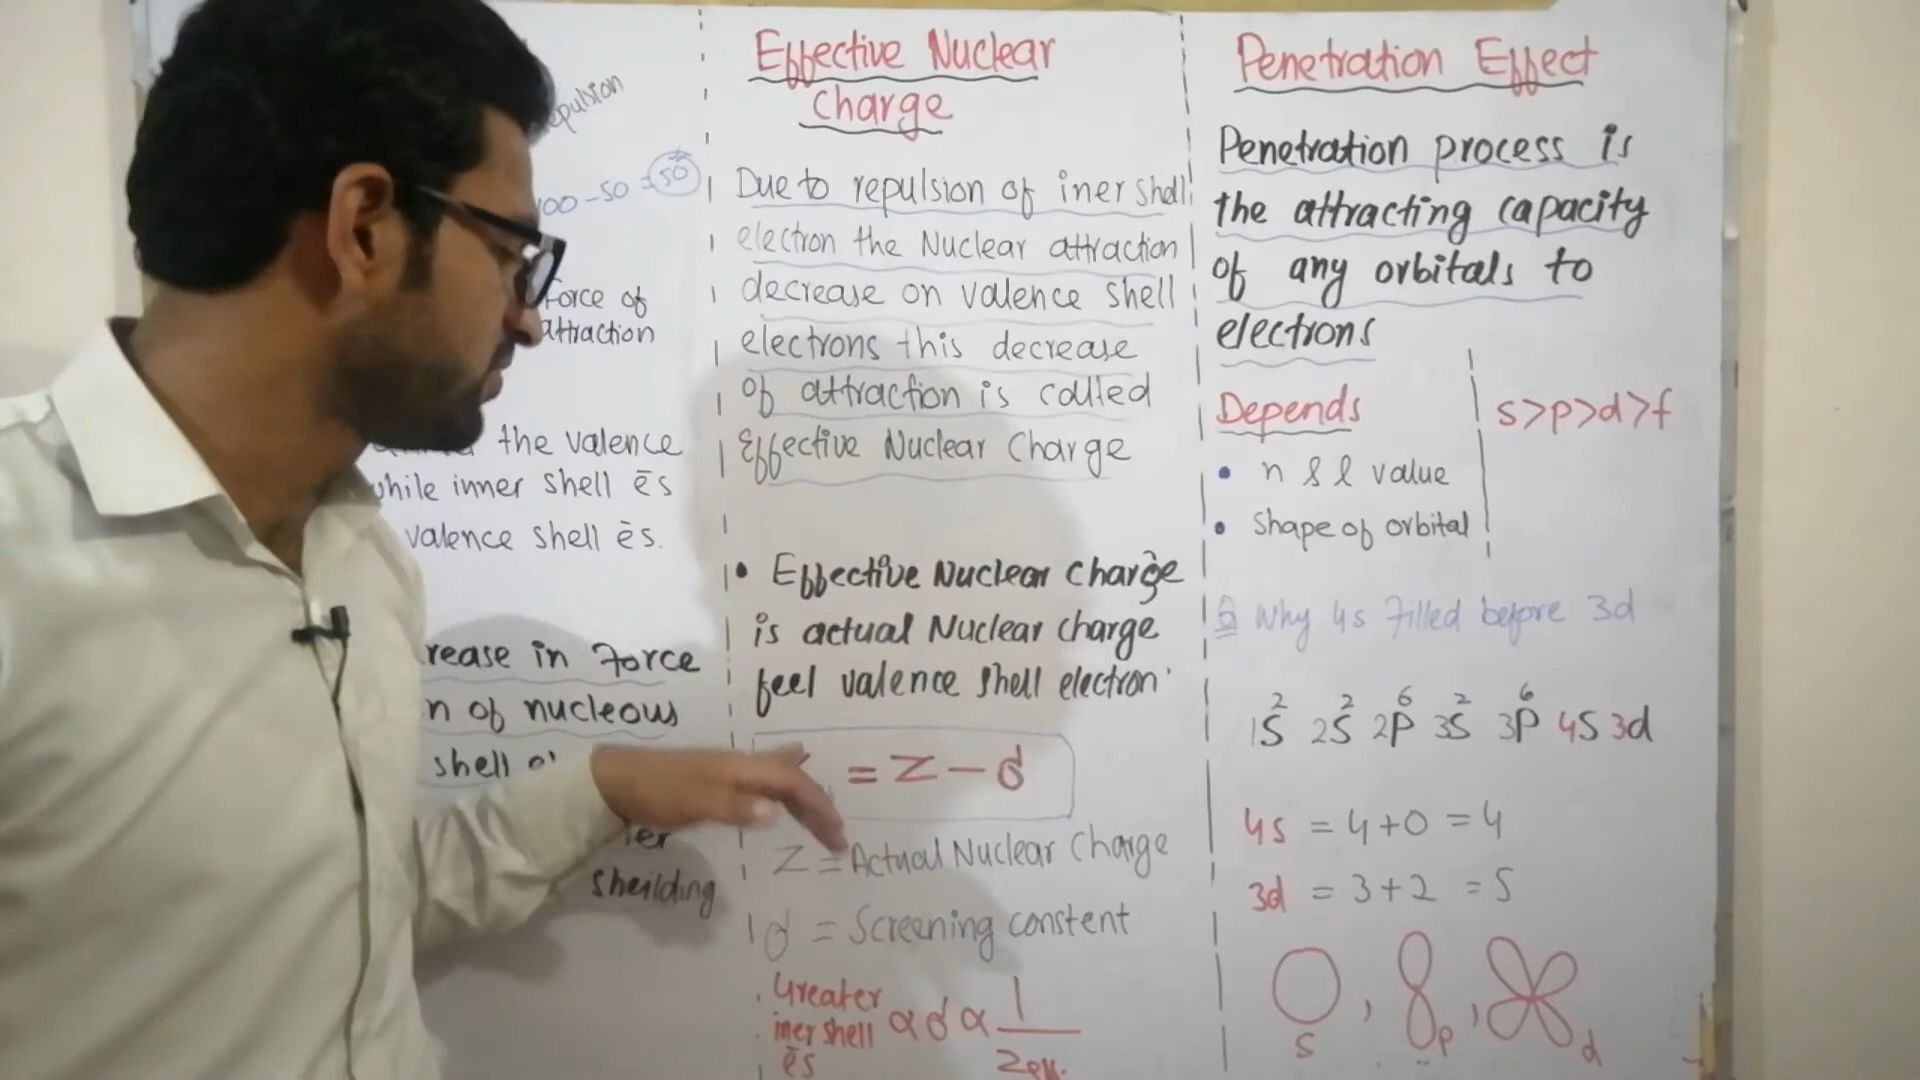 epulsion
100-50=50
Force of
attraction
the valence
while inner shell ēs
valence shell ēs.
rease in Force
n of nucleous
shell
Sheilding
Effective Nuclear
Charge
Due to repulsion of iner shall
electron the Nuclear attraction
decrease on valence shell
electrons this decrease
of attraction is called
Effective Nuclear Charge
• Effective Nuclear Charge
is actual Nuclear charge
feel valence shell electron.
= Z - σ
Z = Actual Nuclear Charge
σ = Screening constent
Greater
iner shell ∝ σ ∝ 1/Zeff.
ēs
Penetration Effect
Penetration process is
the attracting capacity
of any orbitals to
electrons
Depends
s>p>d>f
• n & l value
• Shape of orbital
Q Why 4s Filled before 3d
1s² 2s² 2p⁶ 3s² 3p⁶ 4s 3d
4s = 4+0 = 4
3d = 3+2 = 5
s , p , d